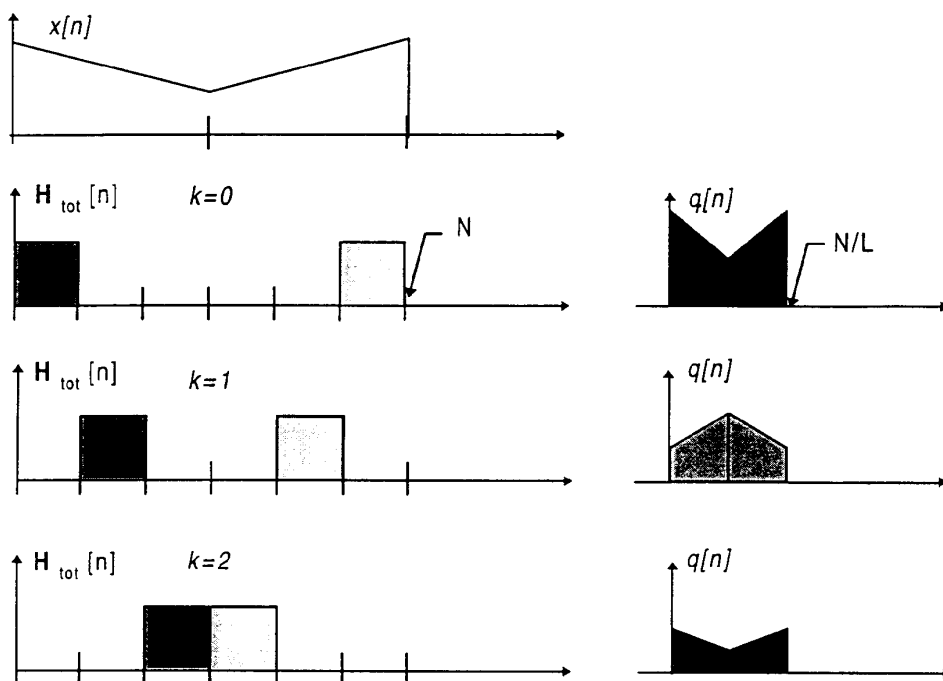 x[n]
H tot [n] k=0
N
q[n]
N/L
H tot [n] k=1
q[n]
H tot [n] k=2
q[n]